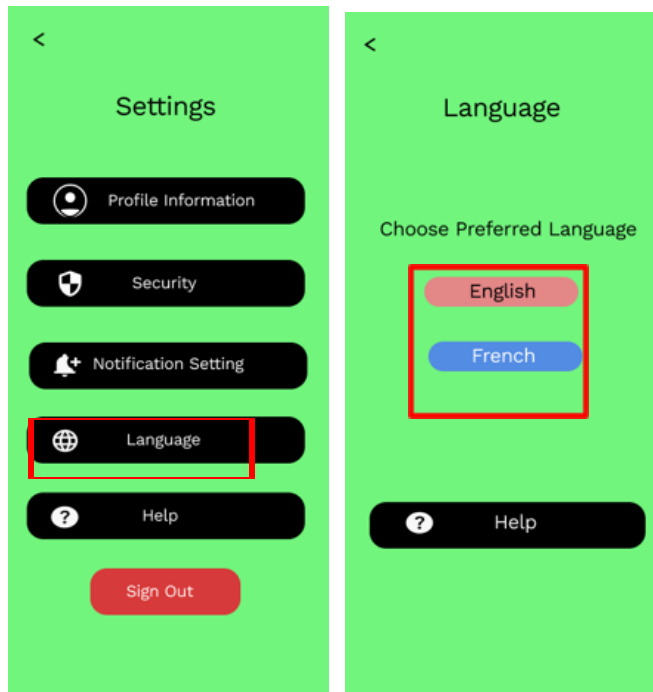 <
Settings
Profile Information
Security
Notification Setting
Language
? Help
Sign Out
<
Language
Choose Preferred Language
English
French
? Help